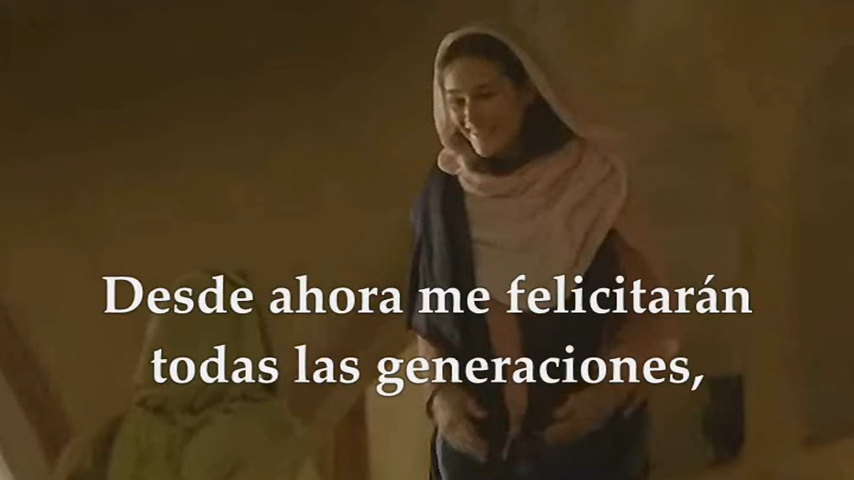 Desde ahora me felicitarán
todas las generaciones,